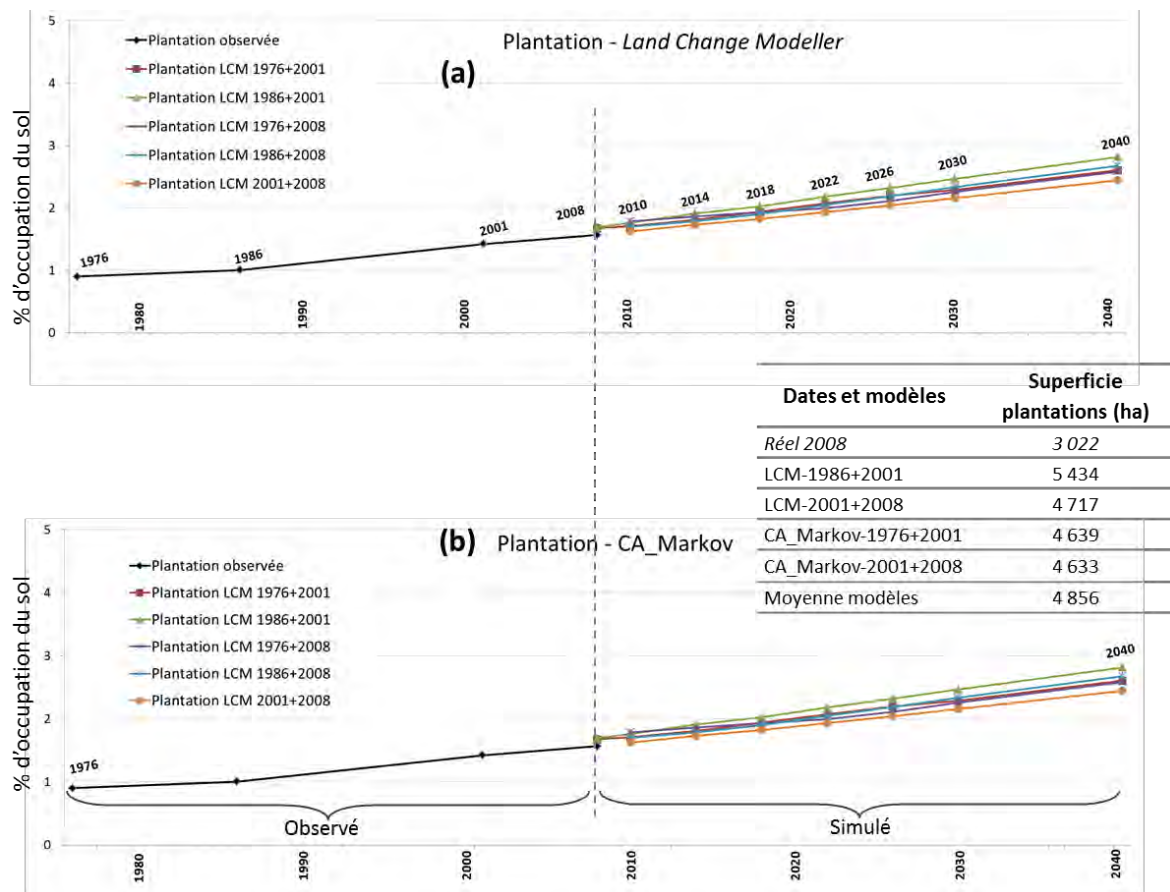 Plantation - Land Change Modeller
(a)
% d'occupation du sol
5
4
3
2
1
0
Plantation observée
Plantation LCM 1976+2001
Plantation LCM 1986+2001
Plantation LCM 1976+2008
Plantation LCM 1986+2008
Plantation LCM 2001+2008
1976
1986
2001
2008
2010
2014
2018
2022
2026
2030
2040
1980
1990
2000
2010
2020
2030
2040
Dates et modèles
Superficie
plantations (ha)
Réel 2008 3 022
LCM-1986+2001 5 434
LCM-2001+2008 4 717
CA_Markov-1976+2001 4 639
CA_Markov-2001+2008 4 633
Moyenne modèles 4 856
(b) Plantation - CA_Markov
% d'occupation du sol
5
4
3
2
1
0
Plantation observée
Plantation LCM 1976+2001
Plantation LCM 1986+2001
Plantation LCM 1976+2008
Plantation LCM 1986+2008
Plantation LCM 2001+2008
1976
2040
Observé
Simulé
1980
1990
2000
2010
2020
2030
2040